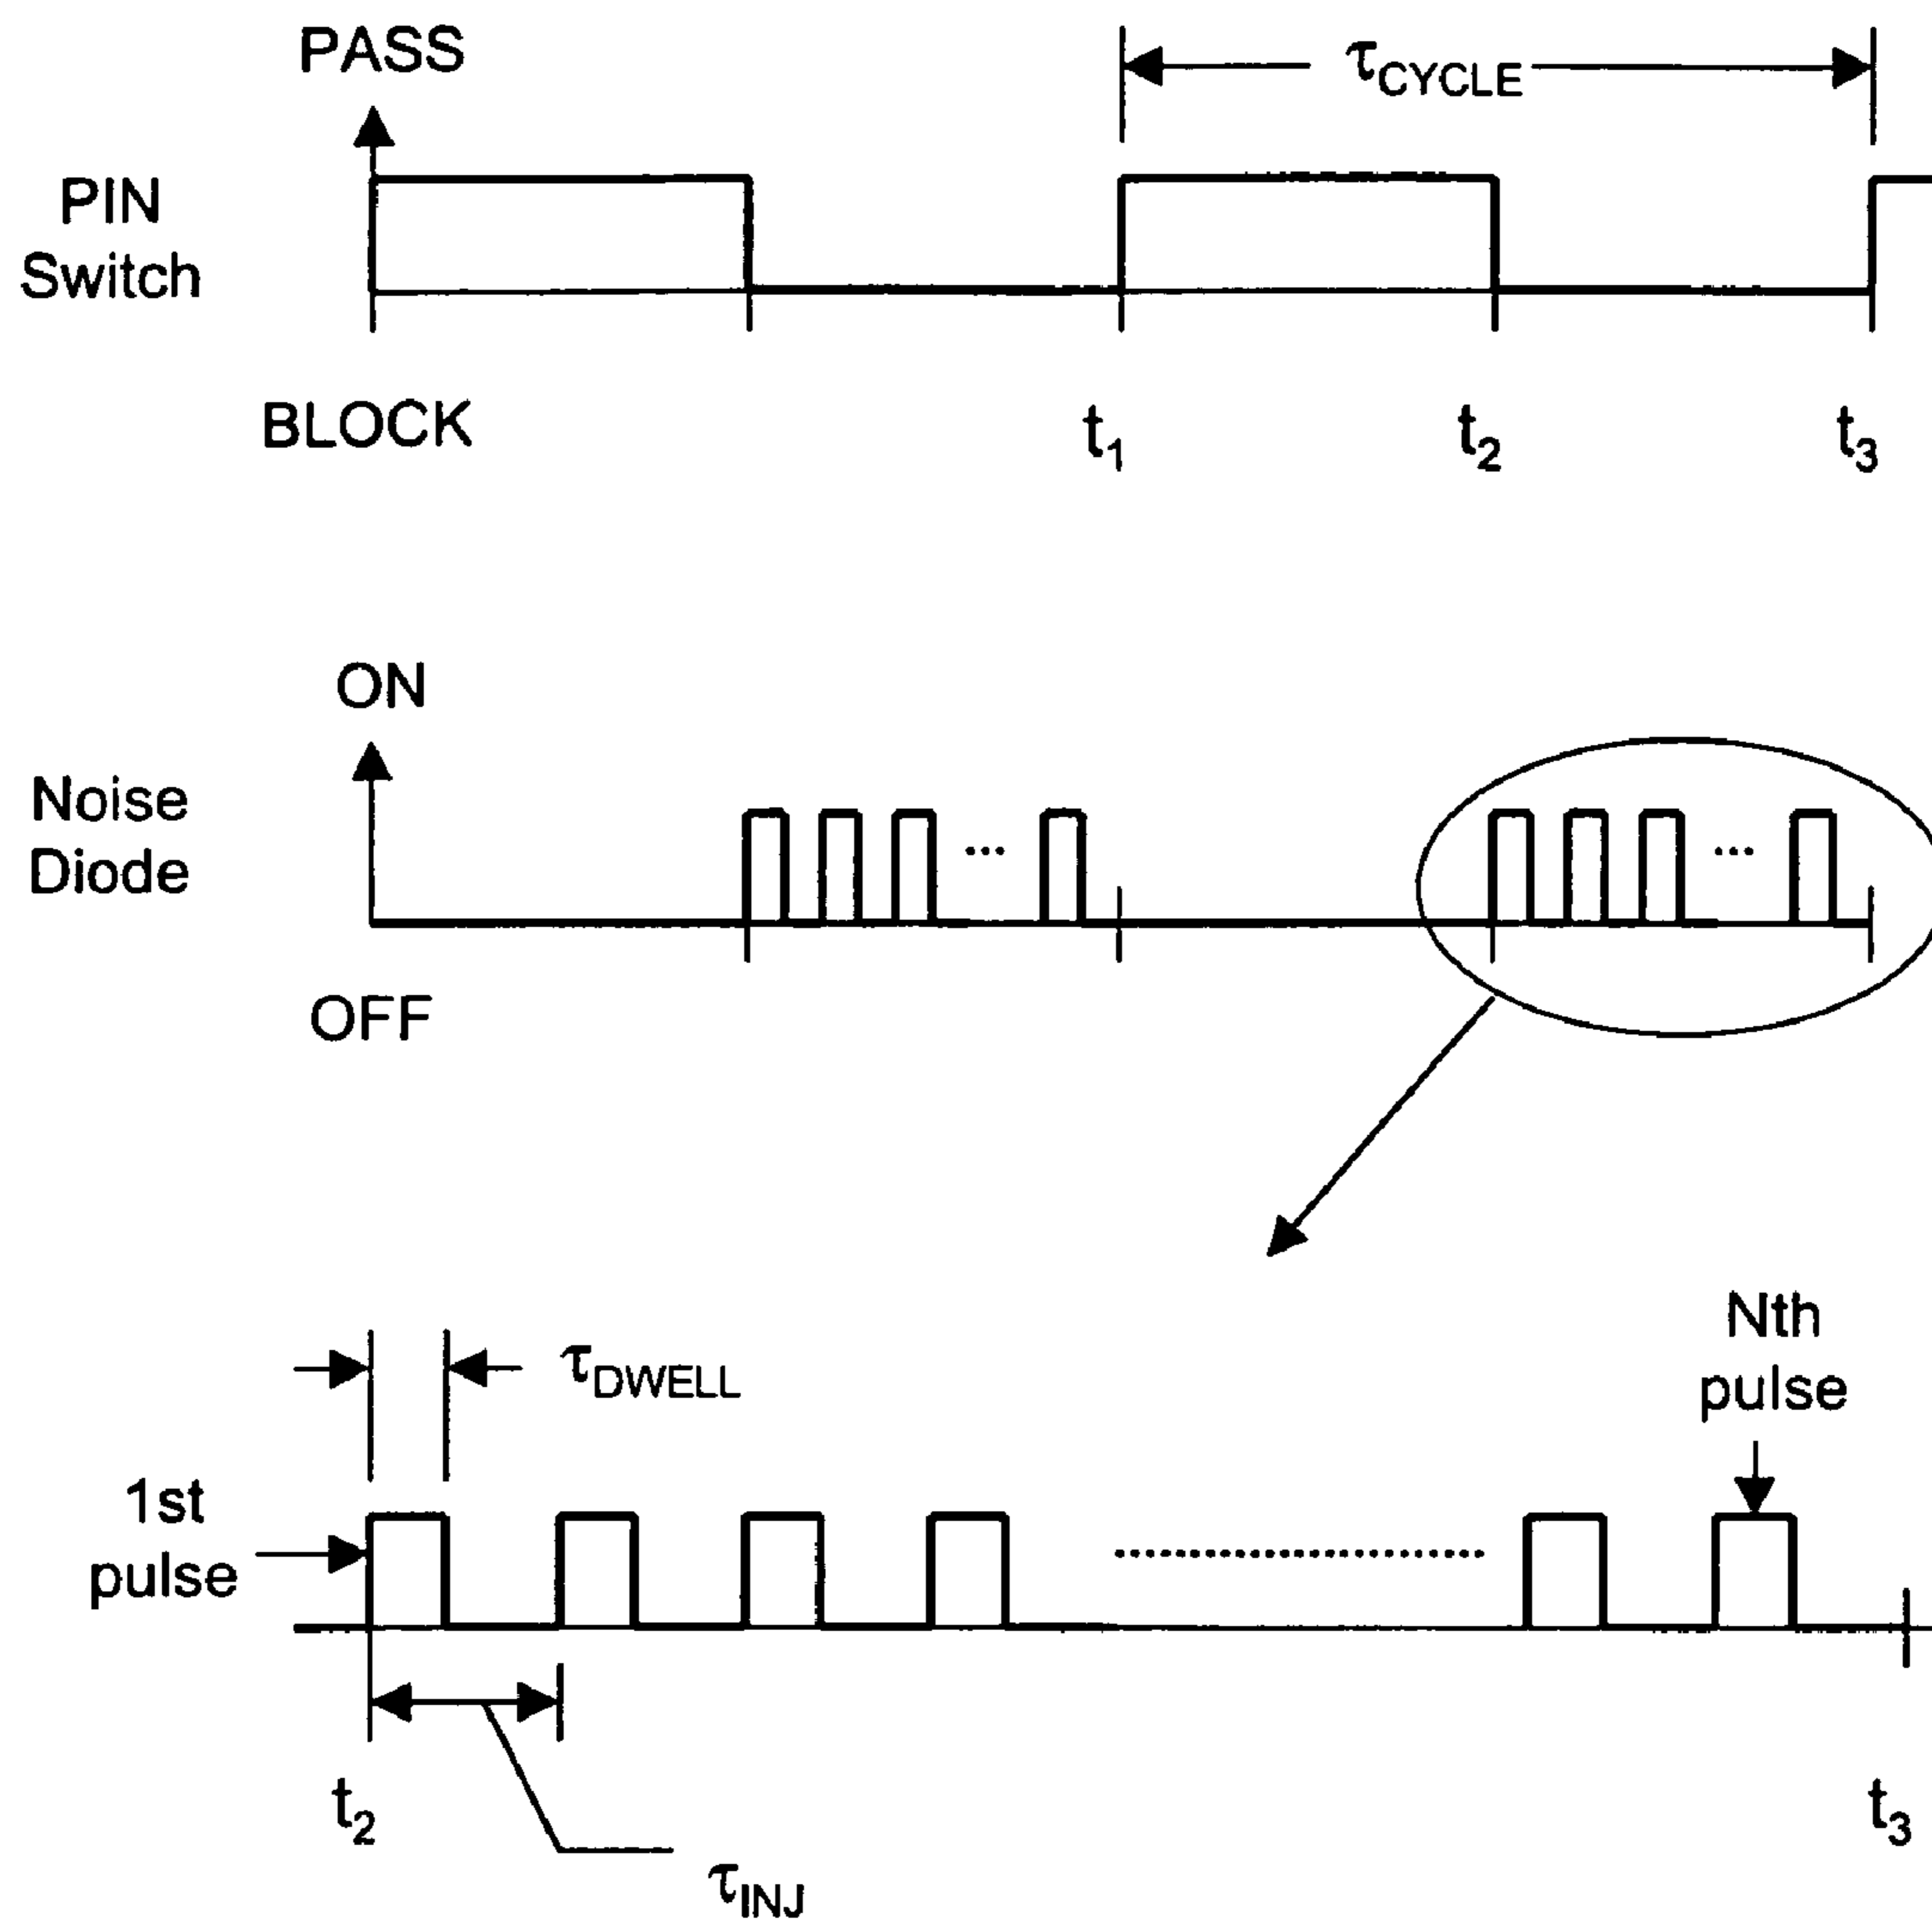 PASS
τCYCLE
PIN
Switch
BLOCK
t1
t2
t3
ON
Noise
Diode
...
...
OFF
Nth
pulse
τDWELL
1st
pulse
t2
t3
τINJ